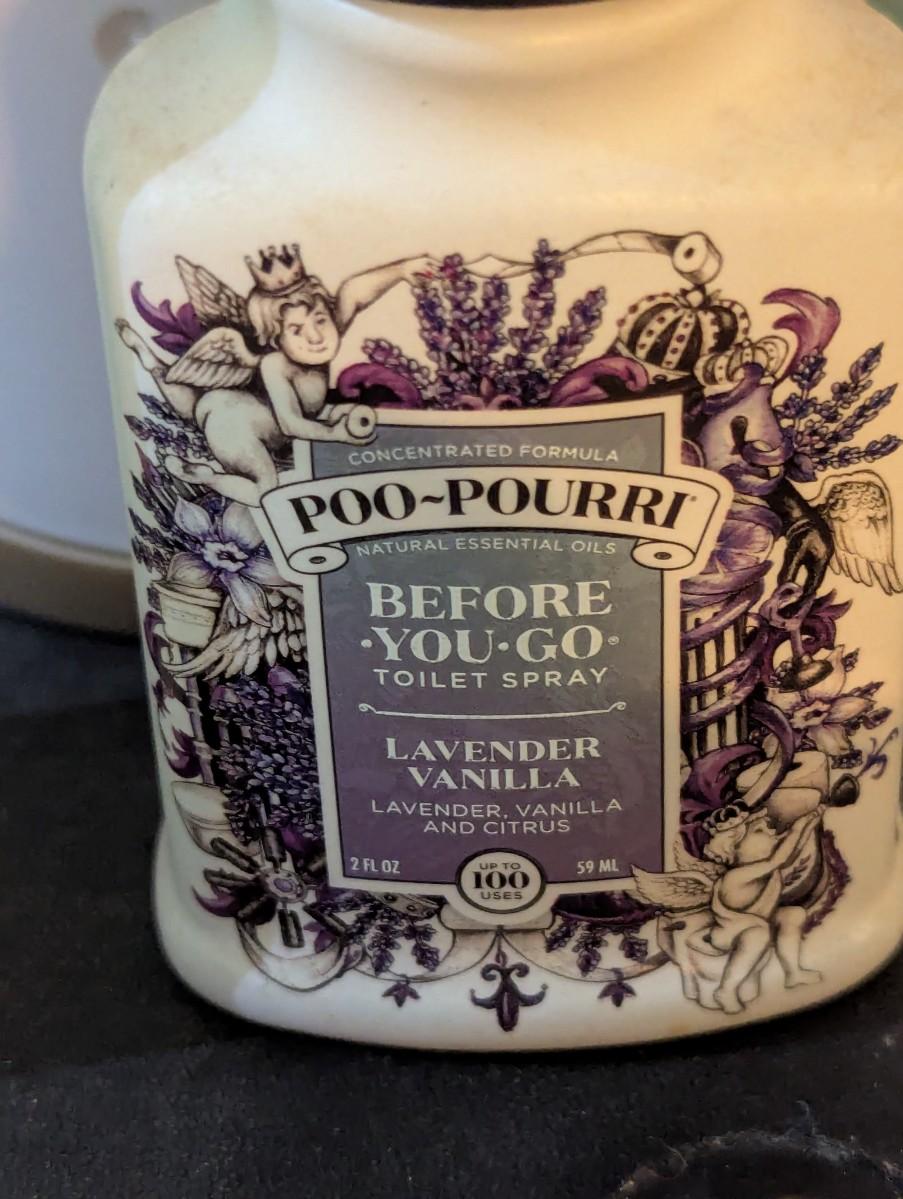 CONCENTRATED FORMULA
POO~POURRI®
NATURAL ESSENTIAL OILS
BEFORE
·YOU·GO·®
TOILET SPRAY
LAVENDER
VANILLA
LAVENDER, VANILLA
AND CITRUS
2 FL OZ
UP TO
100
USES
59 ML